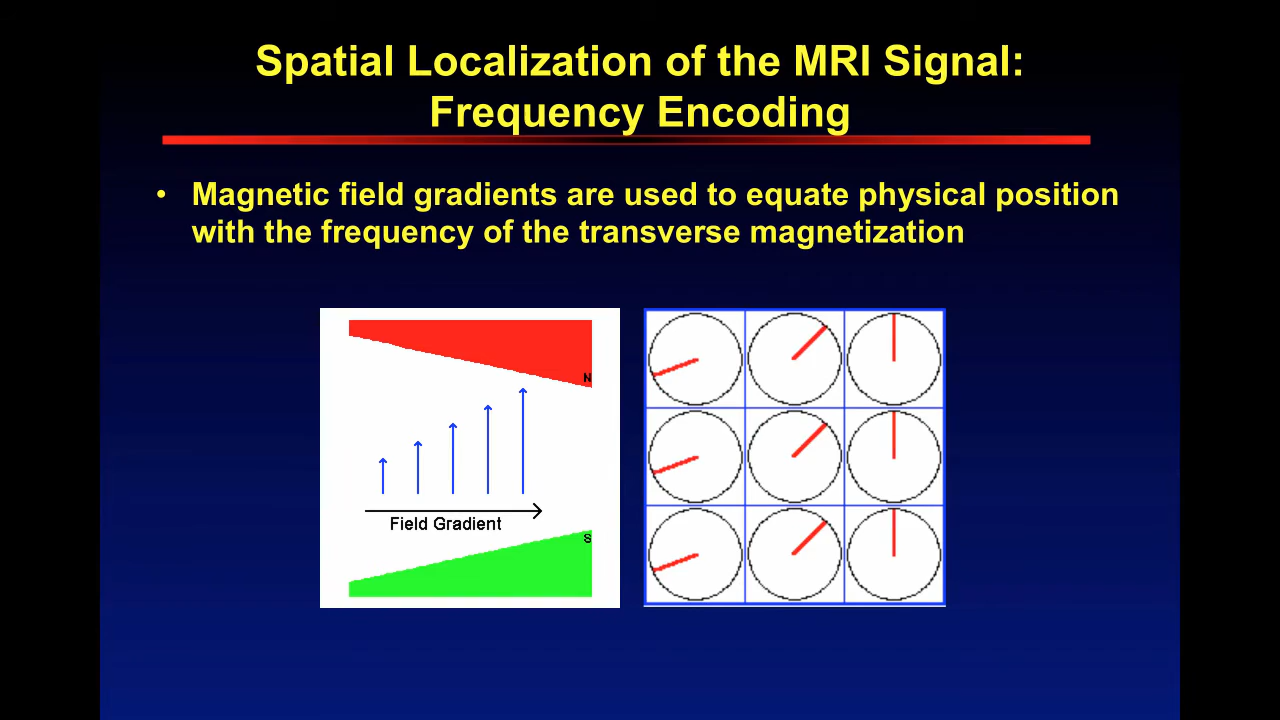 Spatial Localization of the MRI Signal:
Frequency Encoding
• Magnetic field gradients are used to equate physical position
with the frequency of the transverse magnetization
N
Field Gradient
S